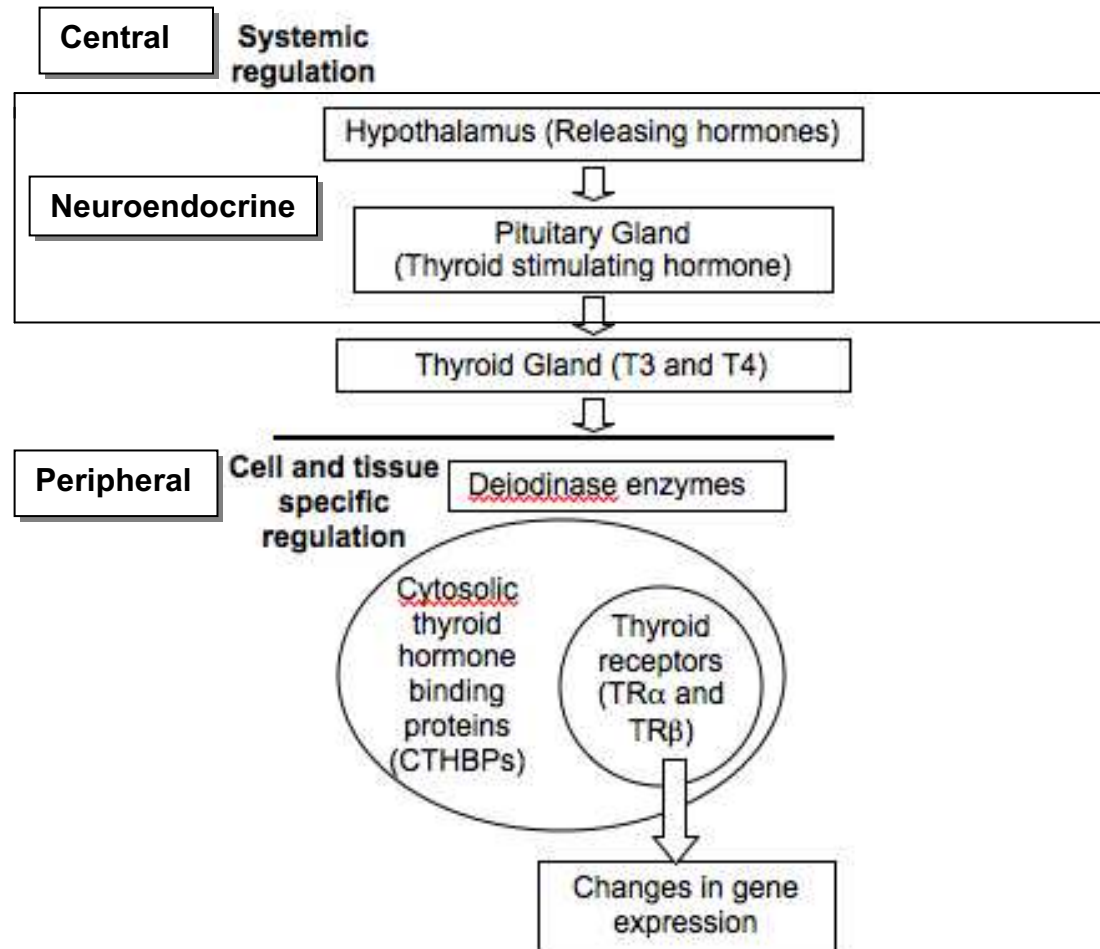 Central
Systemic
regulation
Hypothalamus (Releasing hormones)
Neuroendocrine
Pituitary Gland
(Thyroid stimulating hormone)
Thyroid Gland (T3 and T4)
Peripheral
Cell and tissue
specific
regulation
Deiodinase enzymes
Cytosolic
thyroid
hormone
binding
proteins
(CTHBPs)
Thyroid
receptors
(TRα and
TRβ)
Changes in gene
expression